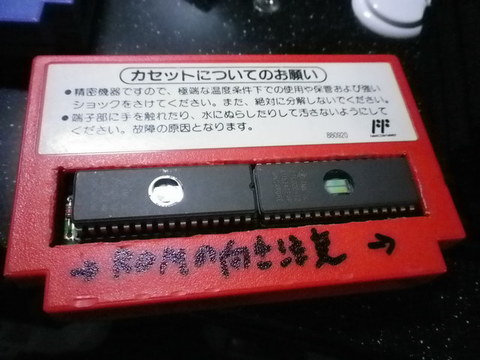 カセットについてのお願い
●精密機器ですので、極端な温度条件下での使用や保管および強い
ショックをさけてください。また、絶対に分解しないでください。
●端子部に手を触れたり、水にぬらしたりして汚さないようにして
ください。故障の原因となります。
→ROMの向き注意→